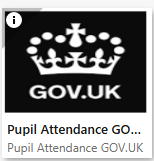 i
GOV.UK
Pupil Attendance GO...
Pupil Attendance GOV.UK